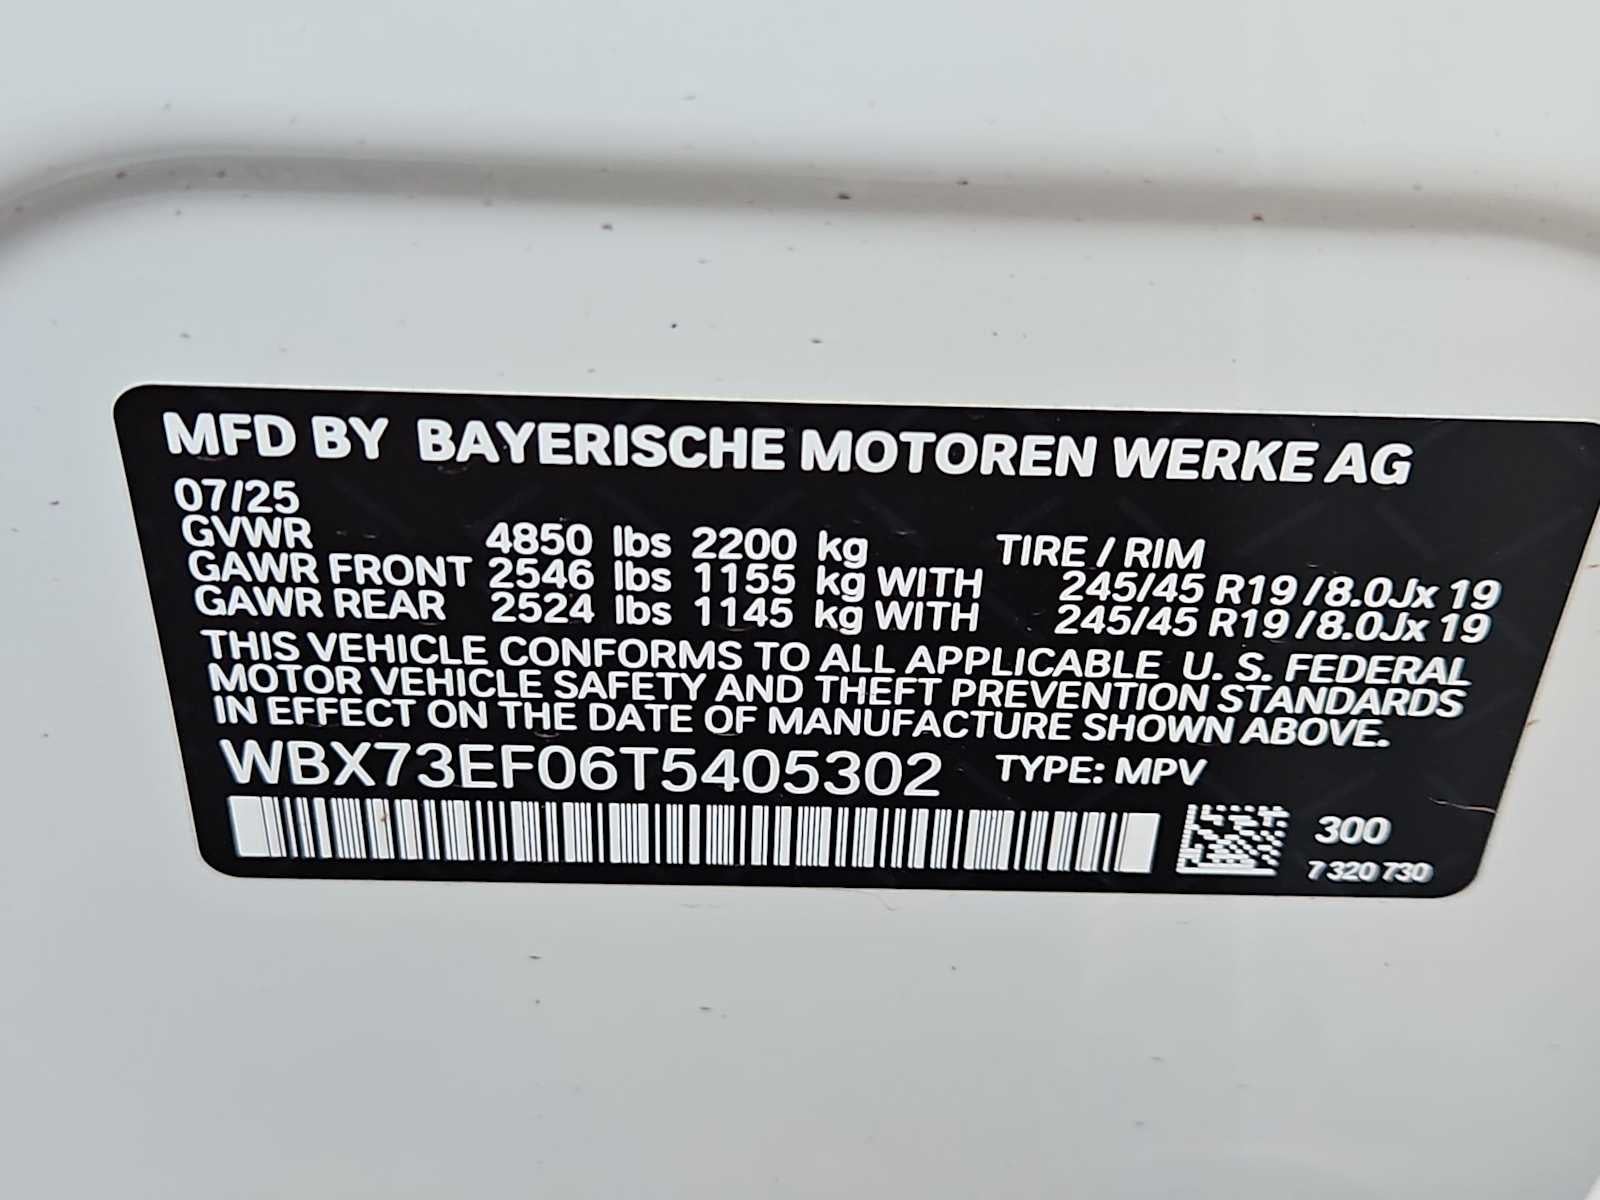 MFD BY BAYERISCHE MOTOREN WERKE AG
07/25
GVWR 4850 lbs 2200 kg TIRE / RIM
GAWR FRONT 2546 lbs 1155 kg WITH 245/45 R19 / 8.0Jx 19
GAWR REAR 2524 lbs 1145 kg WITH 245/45 R19 / 8.0Jx 19
THIS VEHICLE CONFORMS TO ALL APPLICABLE U. S. FEDERAL
MOTOR VEHICLE SAFETY AND THEFT PREVENTION STANDARDS
IN EFFECT ON THE DATE OF MANUFACTURE SHOWN ABOVE.
WBX73EF06T5405302 TYPE: MPV
300
7 320 730